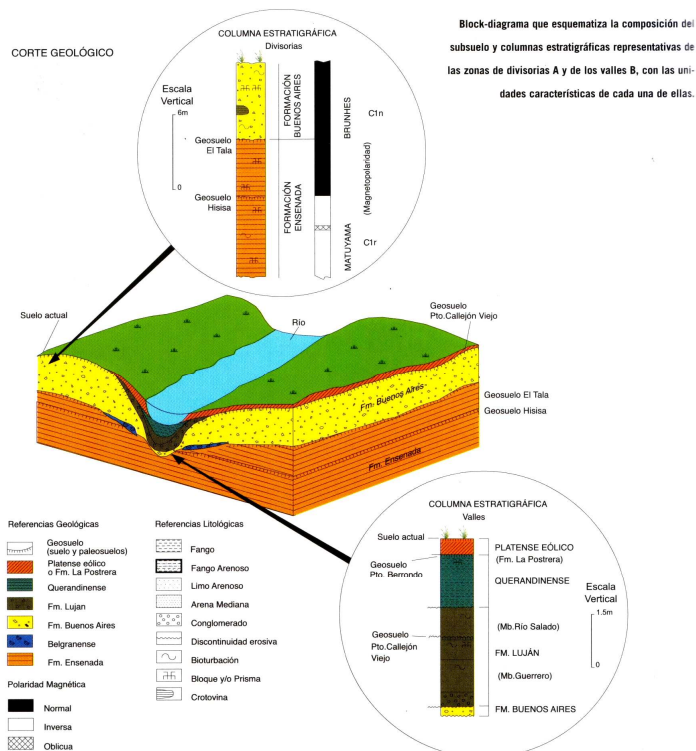 CORTE GEOLÓGICO
Block-diagrama que esquematiza la composición del
subsuelo y columnas estratigráficas representativas de
las zonas de divisorias A y de los valles B, con las uni-
dades características de cada una de ellas.
COLUMNA ESTRATIGRÁFICA
Divisorias
Escala
Vertical
6m
0
Geosuelo
El Tala
Geosuelo
Hisisa
FORMACIÓN
BUENOS AIRES
FORMACIÓN
ENSENADA
BRUNHES
MATUYAMA
C1n
C1r
(Magnetopolaridad)
Suelo actual
Río
Geosuelo
Pto.Callejón Viejo
Fm. Buenos Aires
Geosuelo El Tala
Geosuelo Hisisa
Fm. Ensenada
Referencias Geológicas
Geosuelo
(suelo y paleosuelos)
Platense eólico
o Fm. La Postrera
Querandinense
Fm. Lujan
Fm. Buenos Aires
Belgranense
Fm. Ensenada
Polaridad Magnética
Normal
Inversa
Oblicua
Referencias Litológicas
Fango
Fango Arenoso
Limo Arenoso
Arena Mediana
Conglomerado
Discontinuidad erosiva
Bioturbación
Bloque y/o Prisma
Crotovina
COLUMNA ESTRATIGRÁFICA
Valles
Suelo actual
Geosuelo
Pto. Berrondo
Geosuelo
Pto.Callejón
Viejo
PLATENSE EÓLICO
(Fm. La Postrera)
QUERANDINENSE
(Mb.Río Salado)
FM. LUJÁN
(Mb.Guerrero)
FM. BUENOS AIRES
Escala
Vertical
1.5m
0